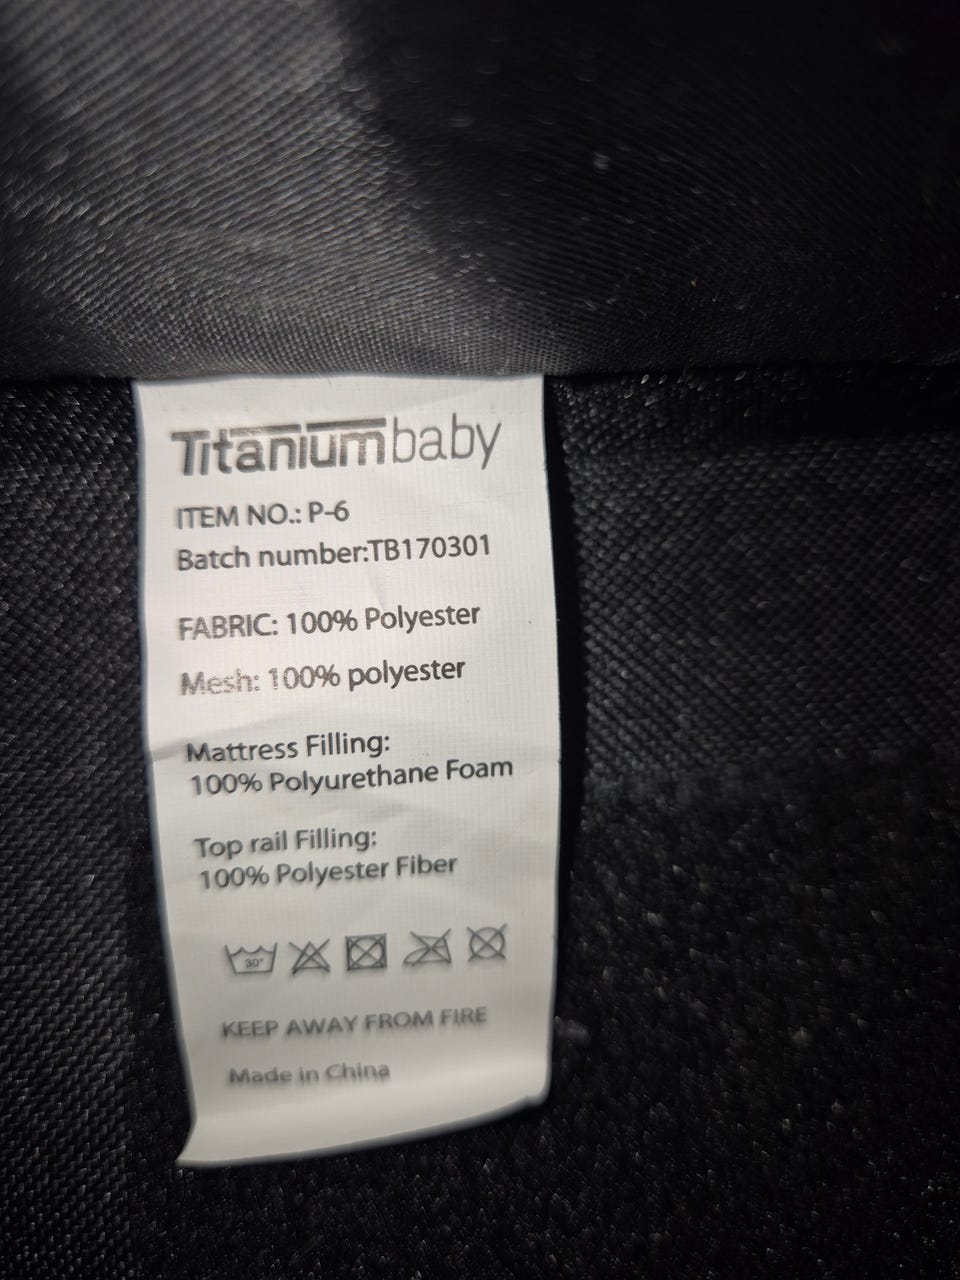 Titaniumbaby
ITEM NO.: P-6
Batch number:TB170301
FABRIC: 100% Polyester
Mesh: 100% polyester
Mattress Filling:
100% Polyurethane Foam
Top rail Filling:
100% Polyester Fiber
30°
KEEP AWAY FROM FIRE
Made in China